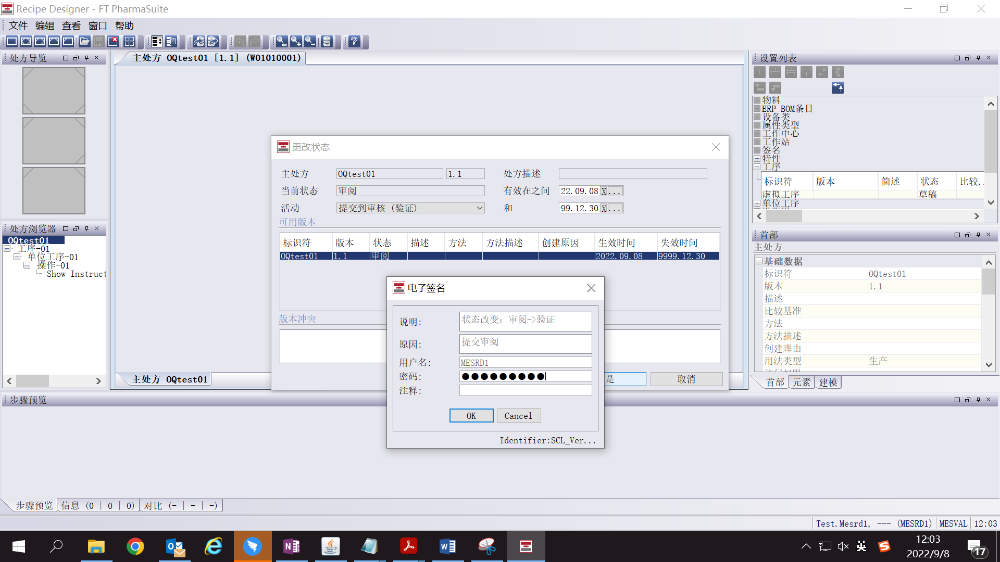 Recipe Designer - FT PharmaSuite
文件 编辑 查看 窗口 帮助
处方导览
主处方 OQtest01 [1.1] (W01010001)
设置列表
物料
ERP BOM条目
设备类
属性类型
工作中心
工作站
签名
特性
工序
标识符 版本 简述 状态 比较..
虚拟工序 草稿
单位工序
处方浏览器
OQtest01
工序-01
单位工序-01
操作-01
Show Instruct
更改状态
主处方 OQtest01 1.1 处方描述
当前状态 审阅 有效在之间 22.09.08 X ...
活动 提交到审核 (验证) 和 99.12.30 X ...
可用版本
标识符 版本 状态 描述 方法 方法描述 创建原因 生效时间 失效时间
OQtest01 1.1 审阅 2022.09.08 9999.12.30
版本冲突
是 取消
电子签名
说明: 状态改变: 审阅->验证
原因: 提交审阅
用户名: MESRD1
密码: ●●●●●●●●●
注释:
OK Cancel
Identifier:SCL_Ver...
首部
主处方
基础数据
标识符 OQtest01
版本 1.1
描述
比较基准
方法
方法描述
创建理由
用法类型 生产
首部 元素 建模
主处方 OQtest01
步骤预览
步骤预览 信息 (0 | 0 | 0) 对比 (- | - | -)
Test.Mesrd1, --- (MESRD1) MESVAL 12:03
英
12:03
2022/9/8
17